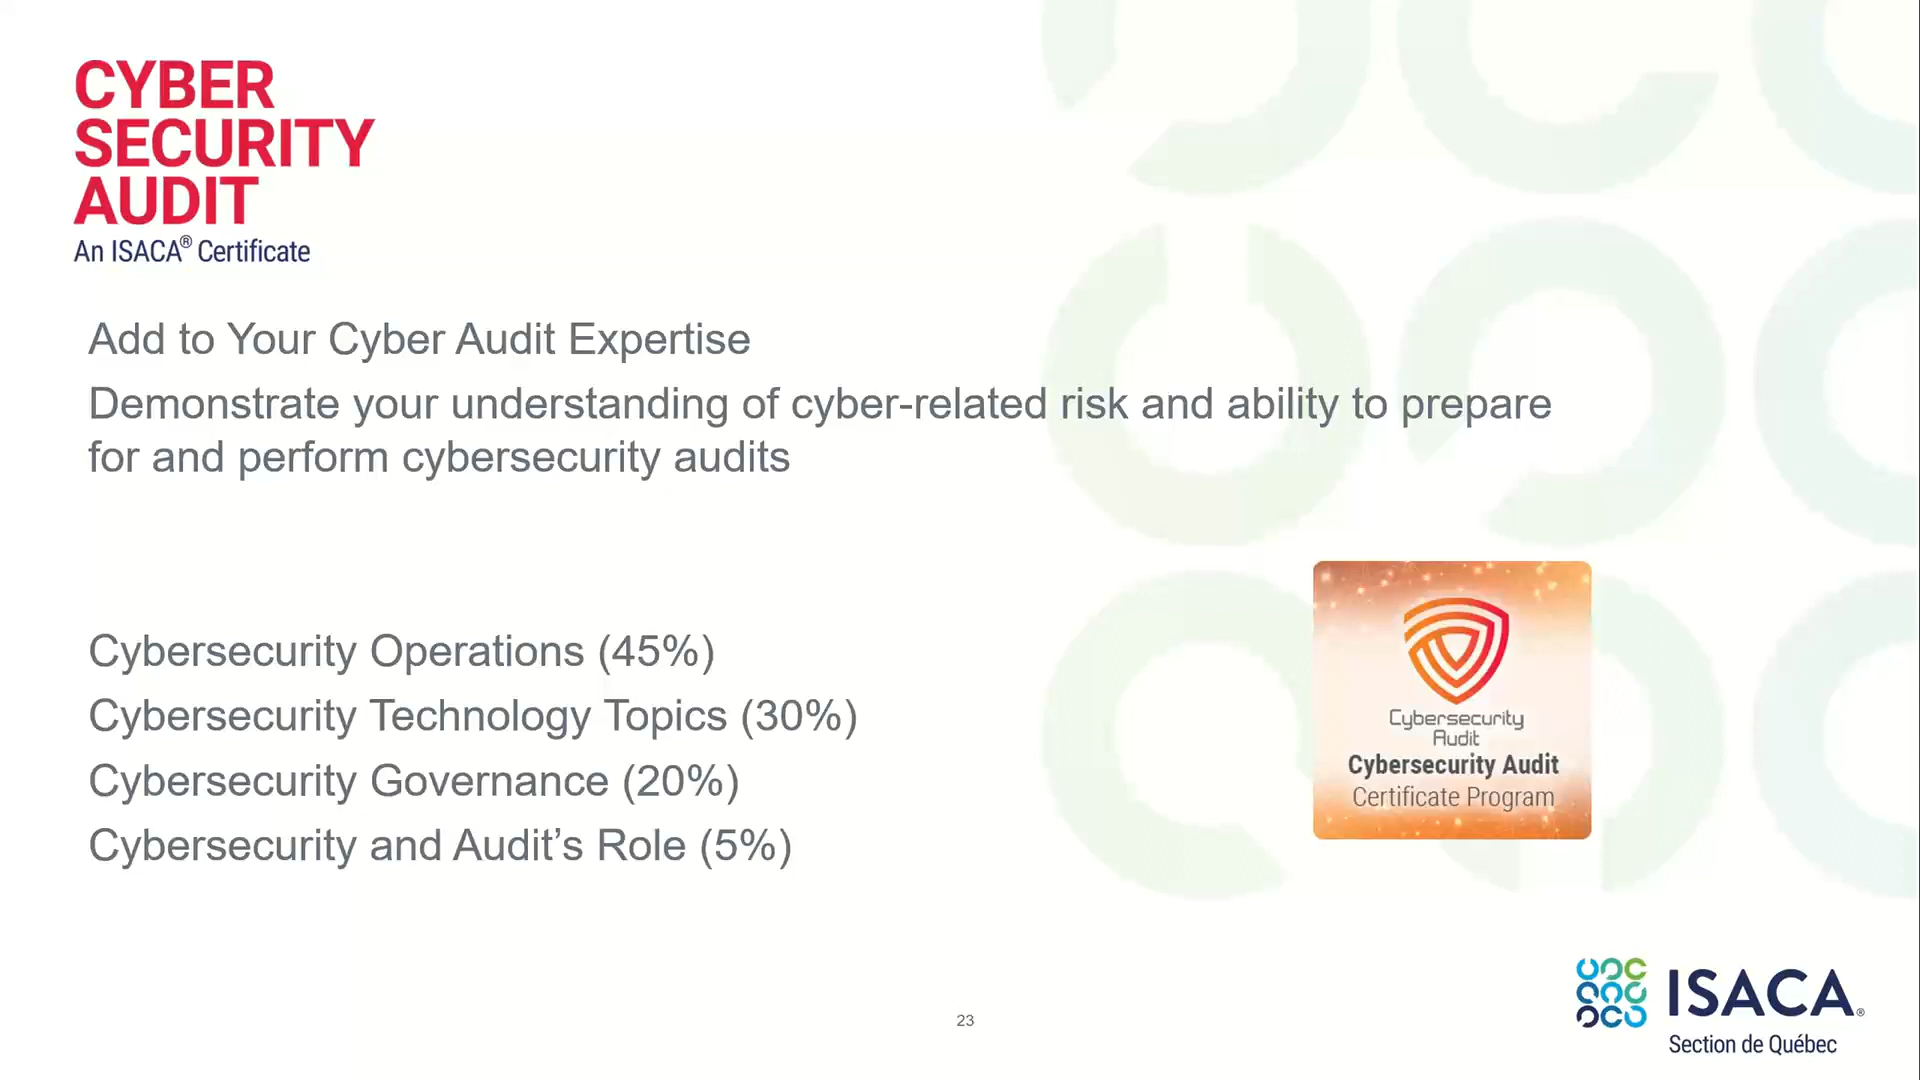 CYBER
SECURITY
AUDIT
An ISACA® Certificate
Add to Your Cyber Audit Expertise
Demonstrate your understanding of cyber-related risk and ability to prepare
for and perform cybersecurity audits
Cybersecurity Operations (45%)
Cybersecurity Technology Topics (30%)
Cybersecurity Governance (20%)
Cybersecurity and Audit’s Role (5%)
Cybersecurity
Audit
Cybersecurity Audit
Certificate Program
23
ISACA®
Section de Québec